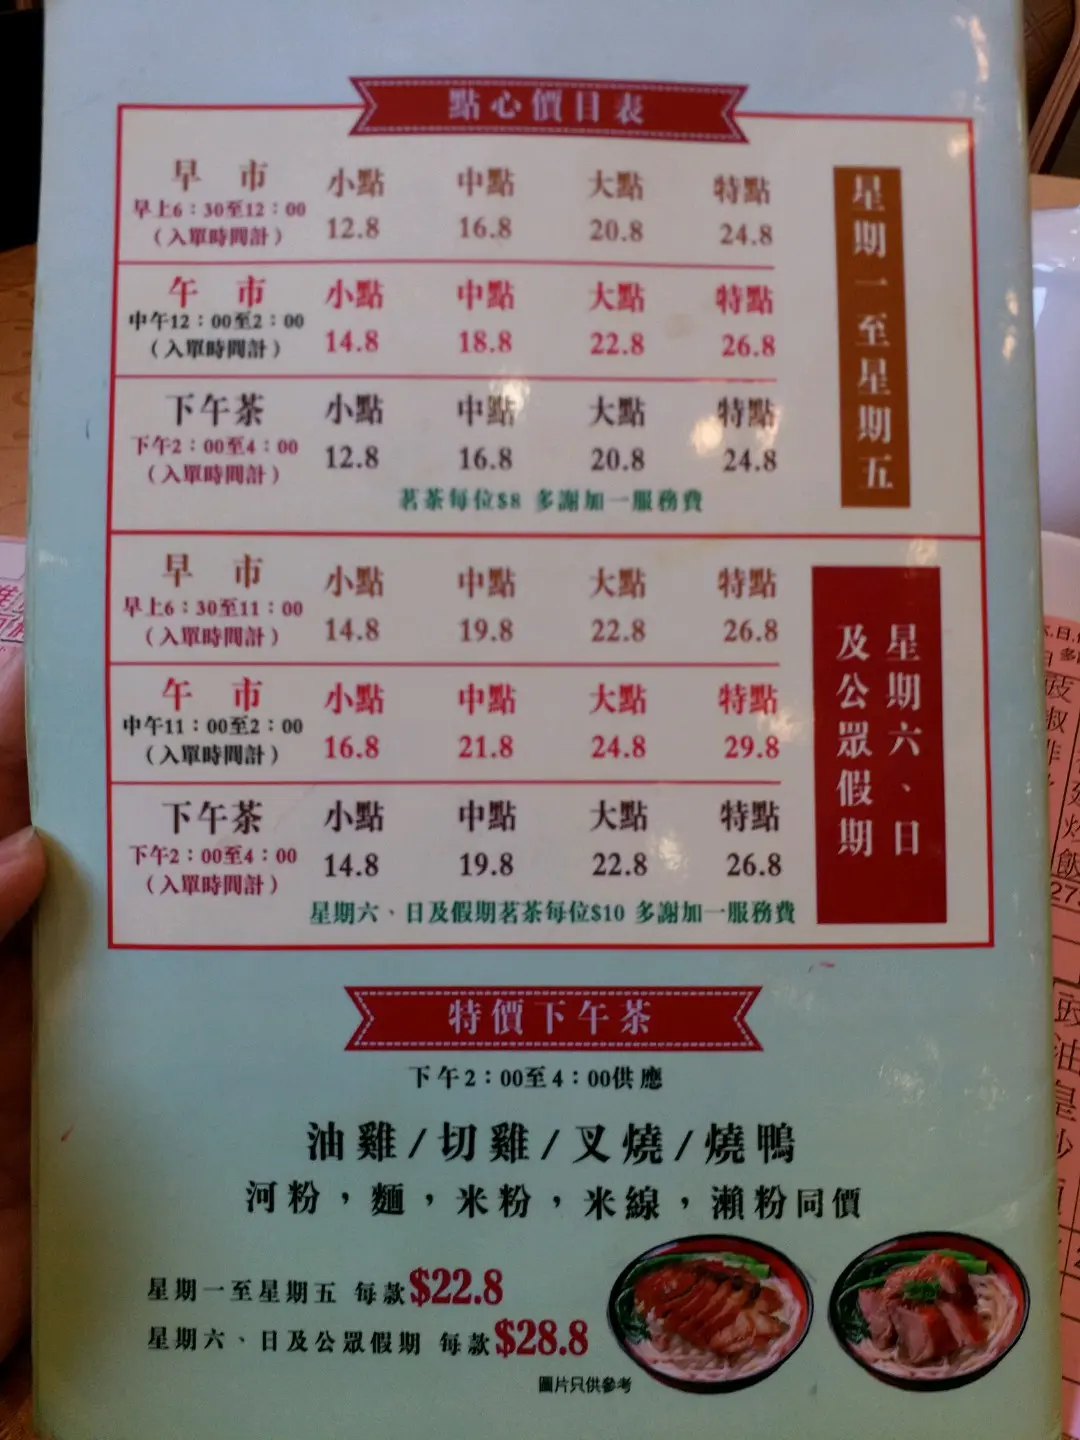 點心價目表
早市 小點 中點 大點 特點
早上6：30至12：00
（入單時間計） 12.8 16.8 20.8 24.8
午市 小點 中點 大點 特點
中午12：00至2：00
（入單時間計） 14.8 18.8 22.8 26.8
下午茶 小點 中點 大點 特點
下午2：00至4：00
（入單時間計） 12.8 16.8 20.8 24.8
茗茶每位$8 多謝加一服務費
星期一至星期五
早市 小點 中點 大點 特點
早上6：30至11：00
（入單時間計） 14.8 19.8 22.8 26.8
午市 小點 中點 大點 特點
中午11：00至2：00
（入單時間計） 16.8 21.8 24.8 29.8
下午茶 小點 中點 大點 特點
下午2：00至4：00
（入單時間計） 14.8 19.8 22.8 26.8
星期六、日及假期茗茶每位$10 多謝加一服務費
星期六、日
及公眾假期
特價下午茶
下午2：00至4：00供應
油雞/切雞/叉燒/燒鴨
河粉，麵，米粉，米線，瀨粉同價
星期一至星期五 每款$22.8
星期六、日及公眾假期 每款$28.8
圖片只供參考